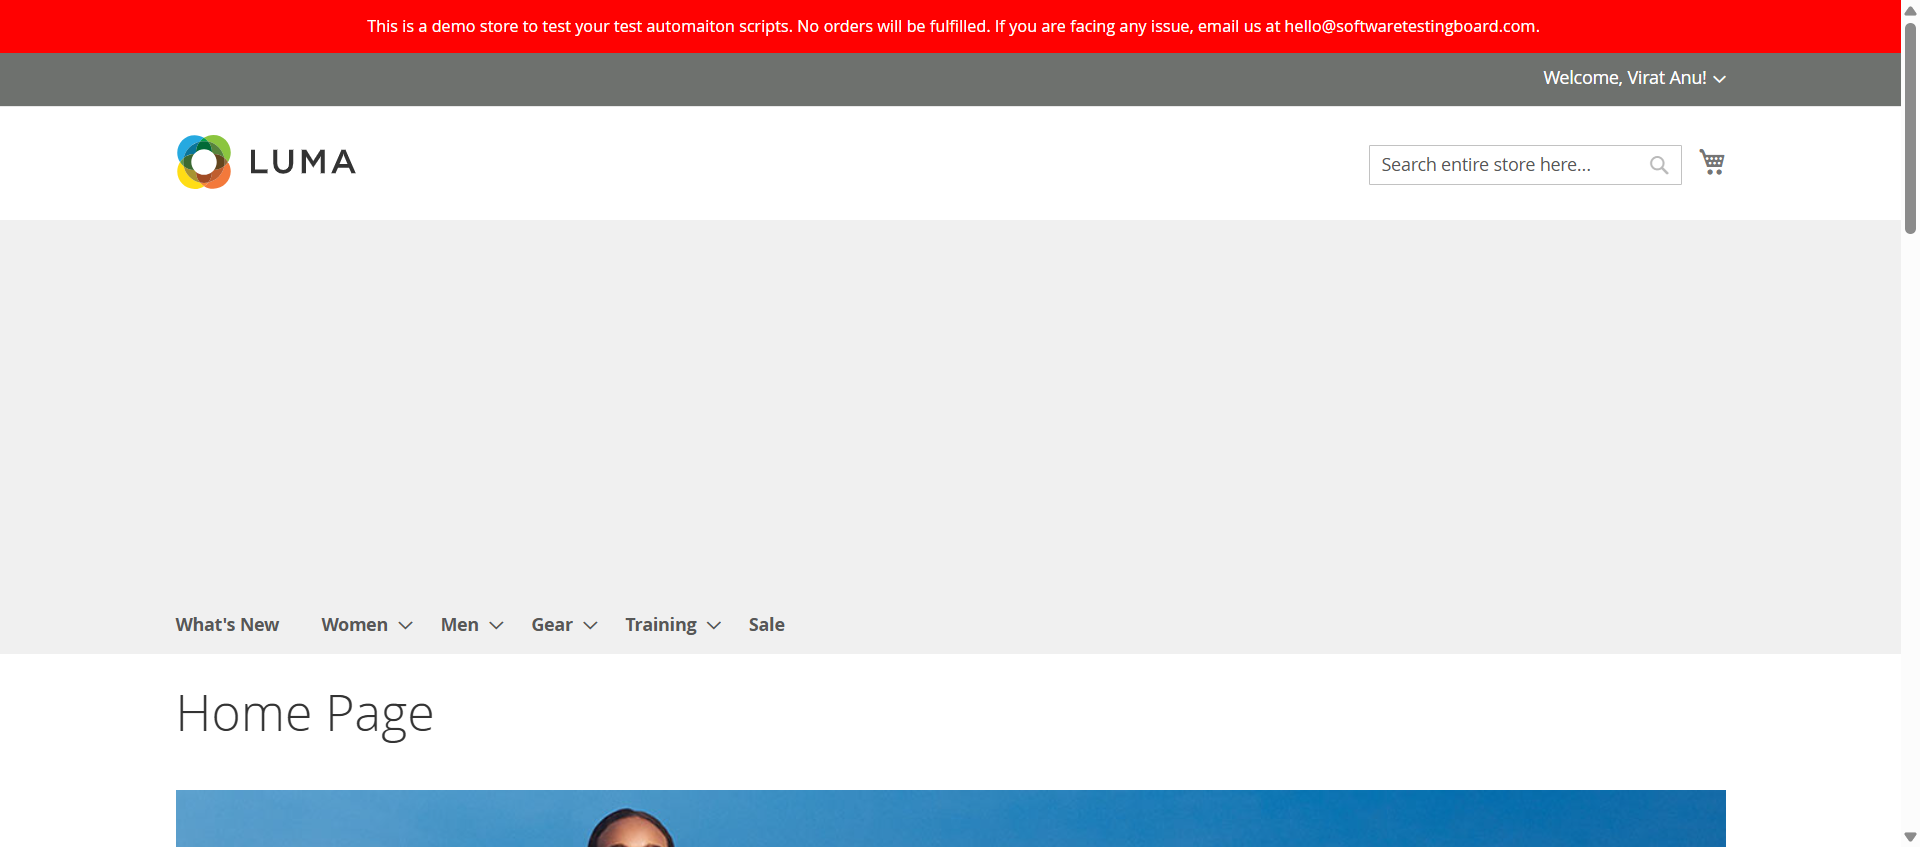 This is a demo store to test your test automaiton scripts. No orders will be fulfilled. If you are facing any issue, email us at hello@softwaretestingboard.com.
Welcome, Virat Anu!
LUMA
Search entire store here...
What's New Women Men Gear Training Sale
Home Page